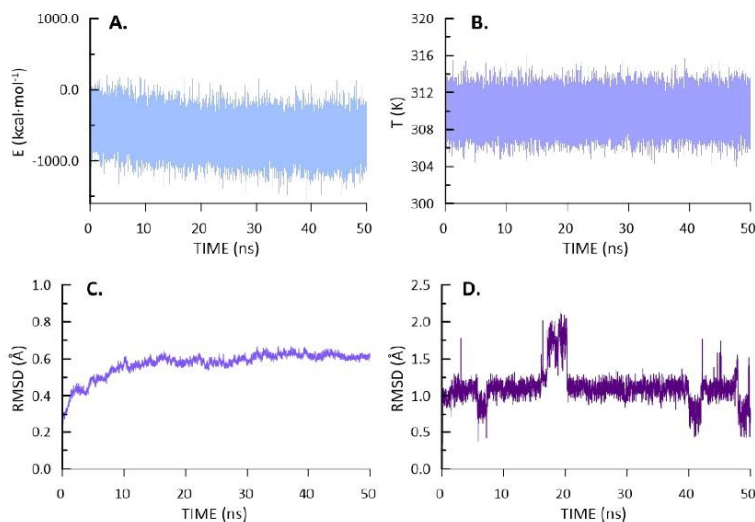 A.
1000.0
0.0
-1000.0
E (kcal·mol⁻¹)
0 10 20 30 40 50
TIME (ns)
B.
324
320
316
312
308
304
300
T (K)
0 10 20 30 40 50
TIME (ns)
C.
1.0
0.8
0.6
0.4
0.2
0.0
RMSD (Å)
0 10 20 30 40 50
TIME (ns)
D.
2.5
2.0
1.5
1.0
0.5
0.0
RMSD (Å)
0 10 20 30 40 50
TIME (ns)